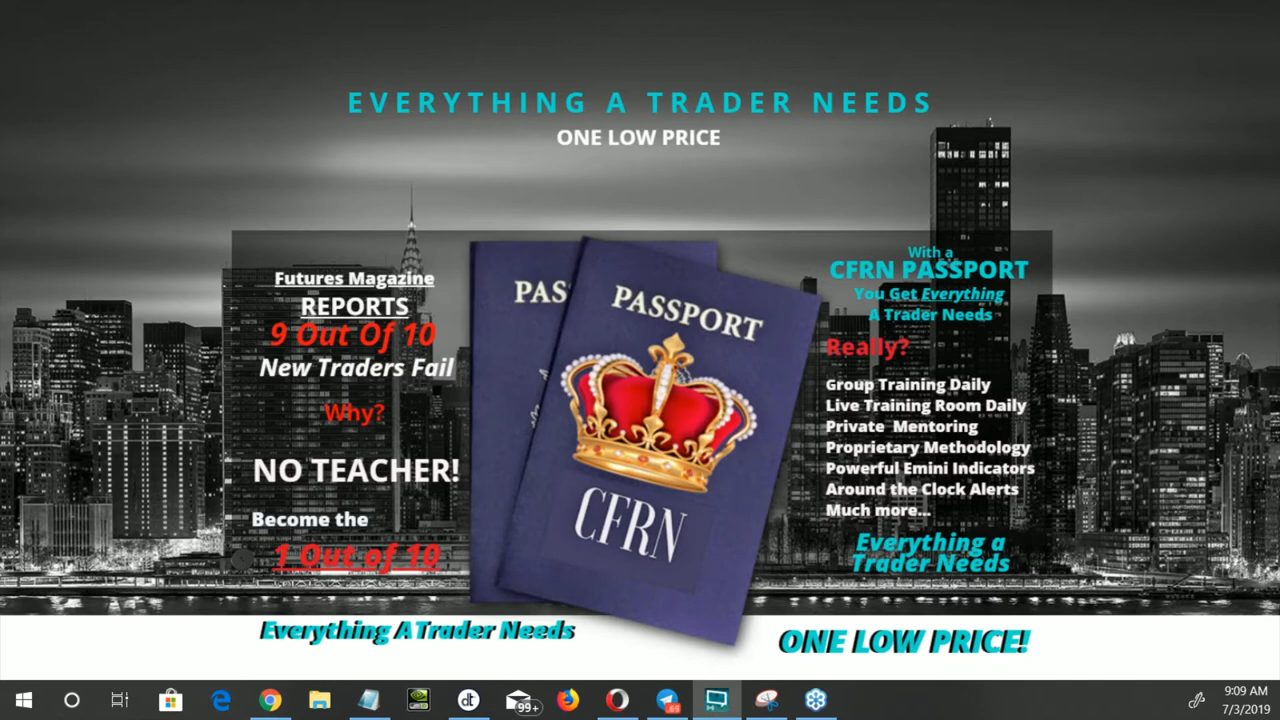 EVERYTHING A TRADER NEEDS
ONE LOW PRICE
Futures Magazine
REPORTS
9 Out Of 10
New Traders Fail
Why?
NO TEACHER!
Become the
1 Out of 10
PAS
PASSPORT
CFRN
With a
CFRN PASSPORT
You Get Everything
A Trader Needs
Really?
Group Training Daily
Live Training Room Daily
Private Mentoring
Proprietary Methodology
Powerful Emini Indicators
Around the Clock Alerts
Much more...
Everything a
Trader Needs
Everything A Trader Needs
ONE LOW PRICE!
dt
99+
69
9:09 AM
7/3/2019